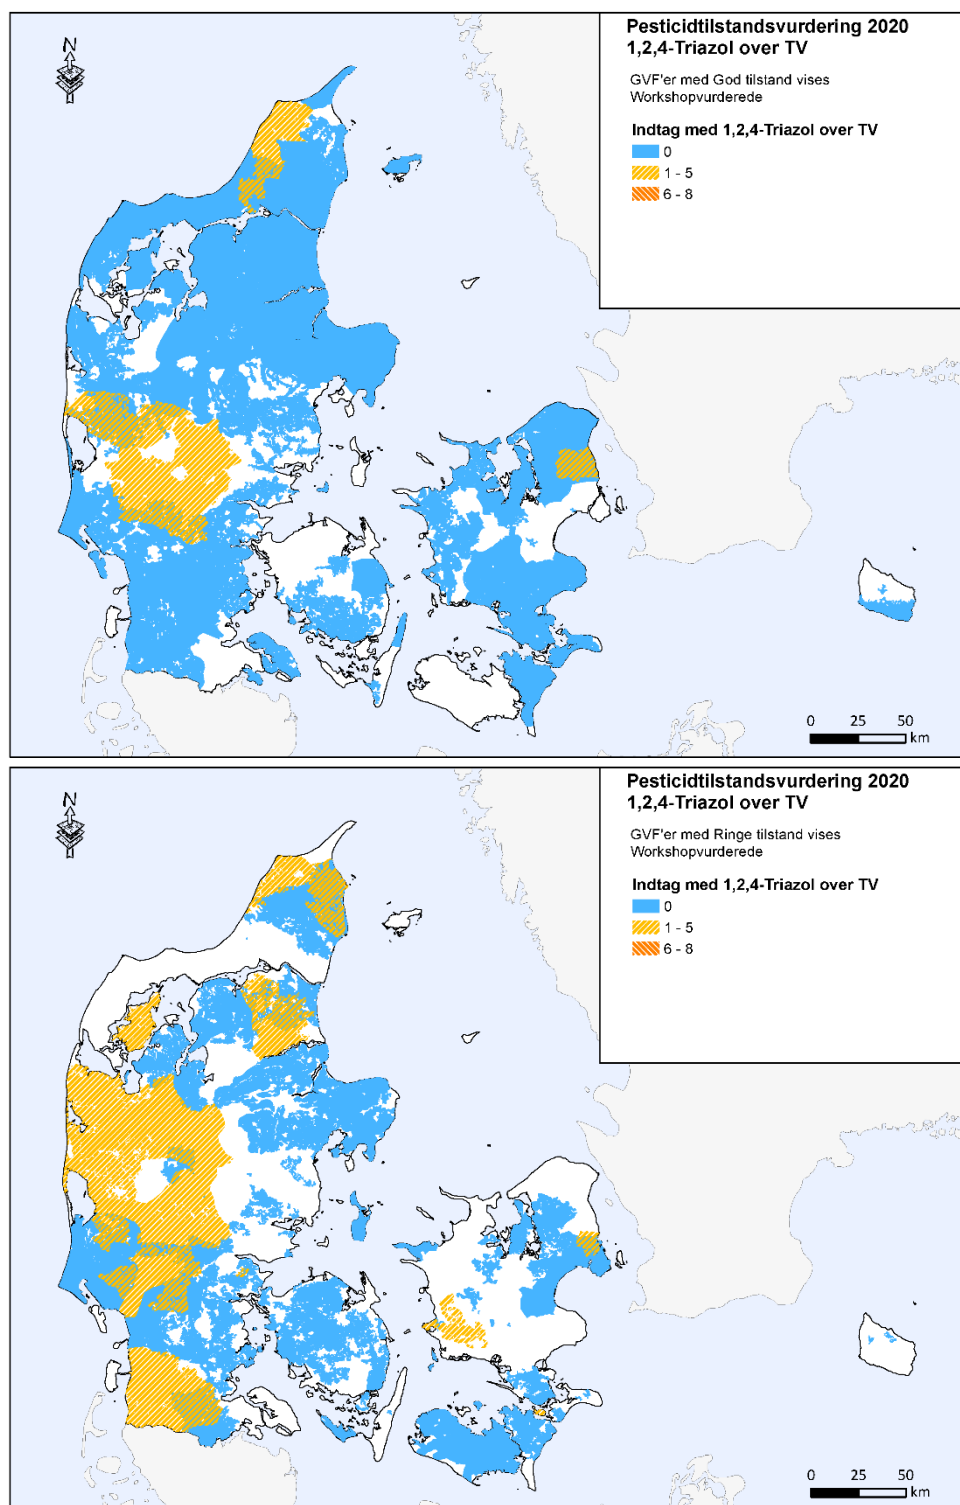 Pesticidtilstandsvurdering 2020
1,2,4-Triazol over TV
GVF'er med God tilstand vises
Workshopvurderede
Indtag med 1,2,4-Triazol over TV
0
1 - 5
6 - 8
N
0 25 50
km
Pesticidtilstandsvurdering 2020
1,2,4-Triazol over TV
GVF'er med Ringe tilstand vises
Workshopvurderede
Indtag med 1,2,4-Triazol over TV
0
1 - 5
6 - 8
N
0 25 50
km